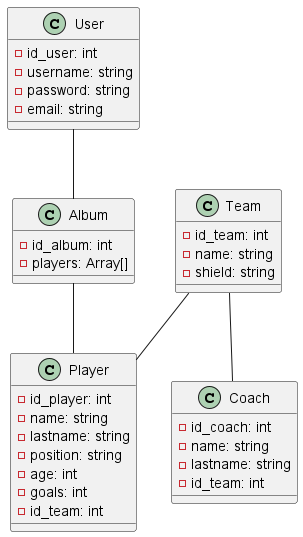 C User
id_user: int
username: string
password: string
email: string
C Album
id_album: int
players: Array[]
C Team
id_team: int
name: string
shield: string
C Player
id_player: int
name: string
lastname: string
position: string
age: int
goals: int
id_team: int
C Coach
id_coach: int
name: string
lastname: string
id_team: int